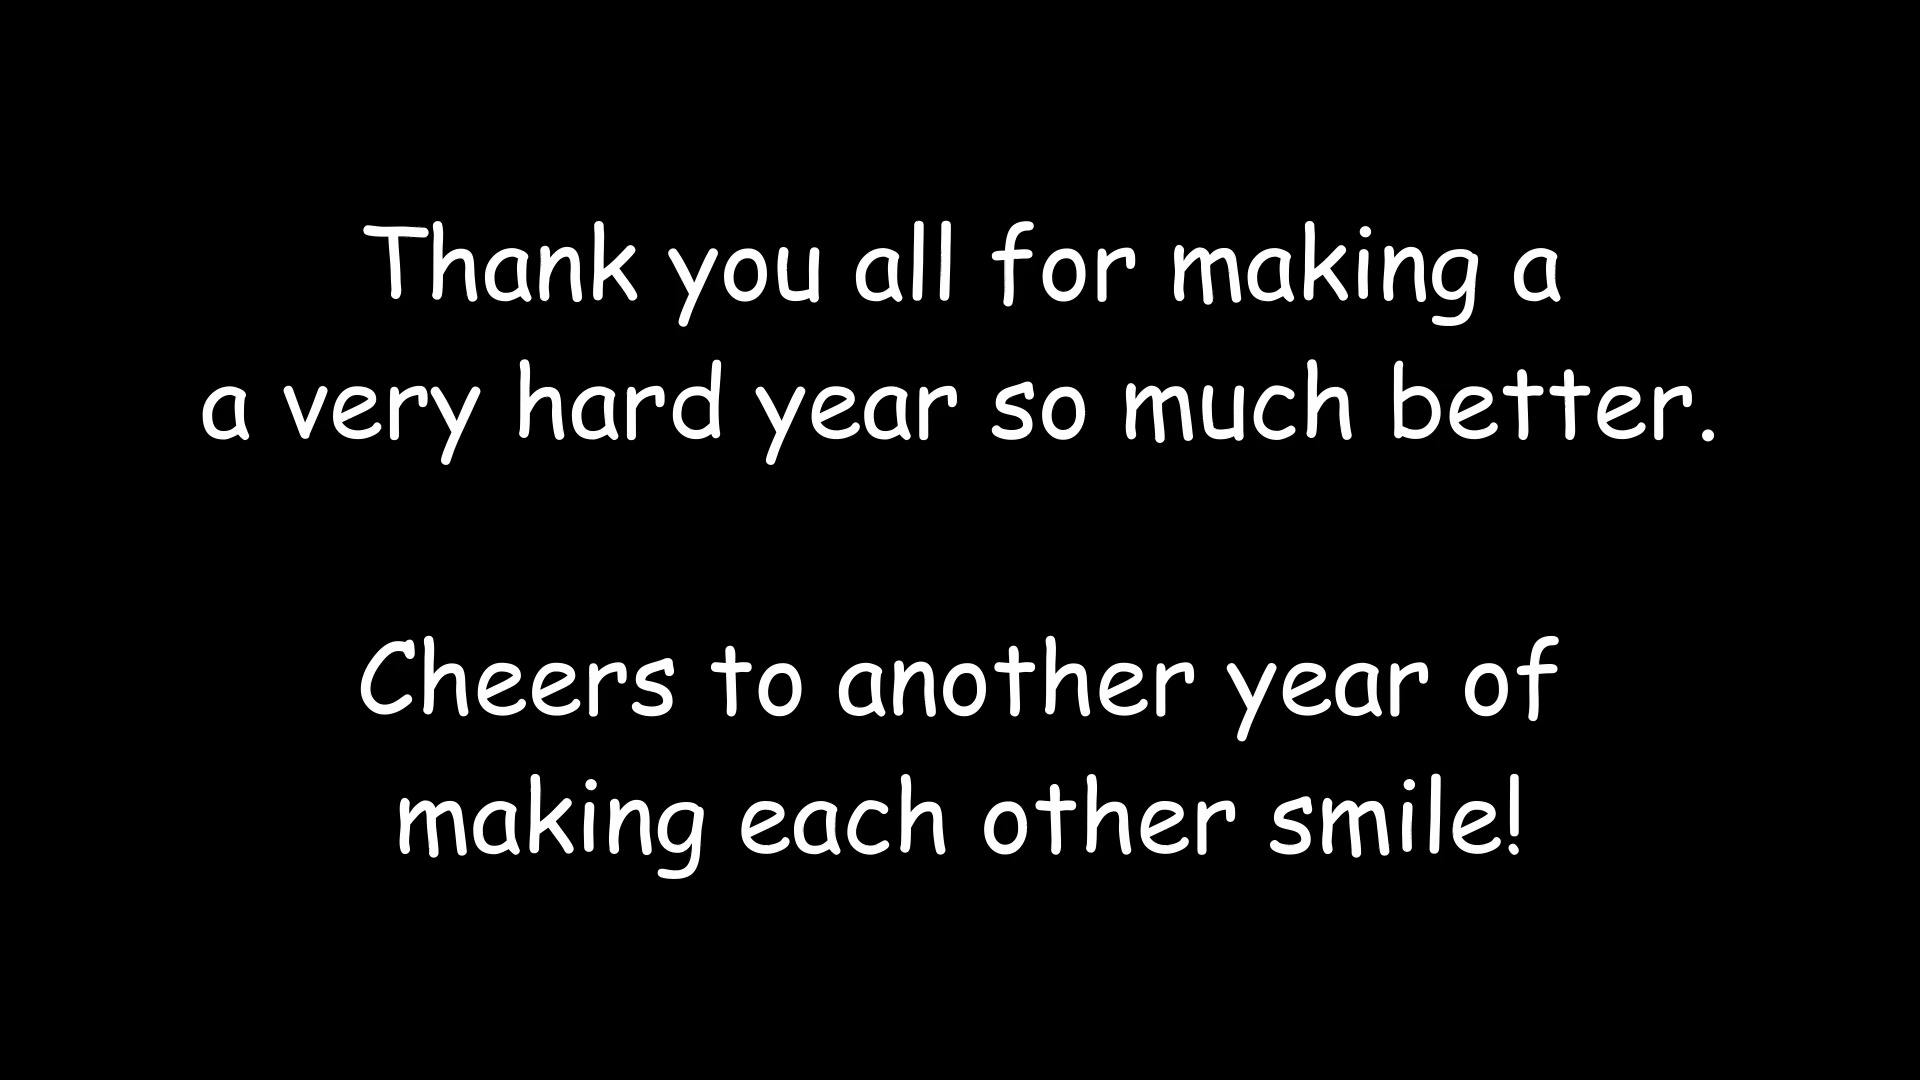 Thank you all for making a
a very hard year so much better.
Cheers to another year of
making each other smile!